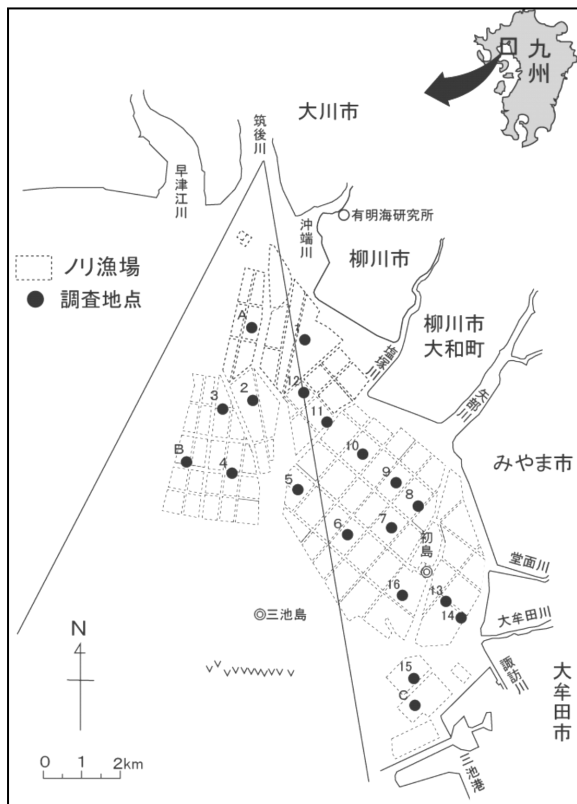 九州
大川市
筑後川
早津江川
沖端川
有明海研究所
ノリ漁場
調査地点
柳川市
柳川市
大和町
塩塚川
矢部川
みやま市
A
1
12
2
3
11
10
B
4
9
5
8
7
6
初島
堂面川
16
13
14
大牟田川
三池島
諏訪川
大牟田市
15
C
N
三池港
0 1 2km